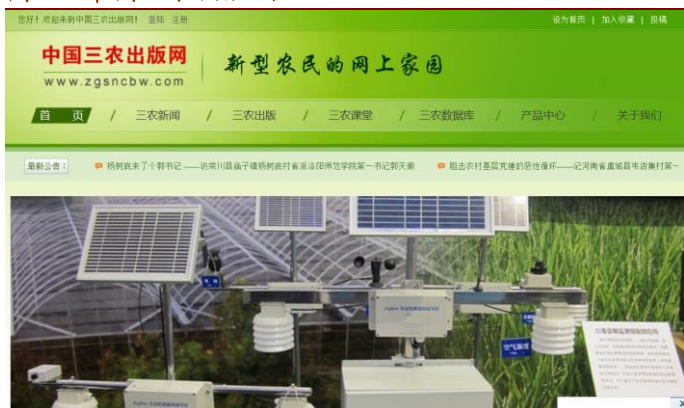 您好！欢迎来到中国三农出版网！ 登陆 注册
设为首页 | 加入收藏 | 投稿
中国三农出版网
www.zgsncbw.com
新型农民的网上家园
首 页 / 三农新闻 / 三农出版 / 三农课堂 / 三农数据库 / 产品中心 / 关于我们
最新公告： 杨树底来了个郭书记 ——访栾川县庙子镇杨树底村省派洛阳师范学院第一书记郭天顺 阻击农村基层党建的恶性循环——记河南省虞城县韦店集村第一
空气温度